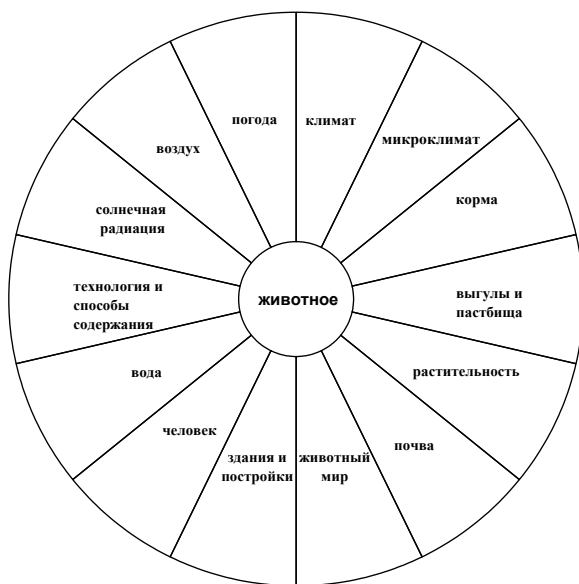 погода
климат
микроклимат
корма
выгулы и
пастбища
растительность
почва
животный
мир
здания и
постройки
человек
вода
технология и
способы
содержания
солнечная
радиация
воздух
животное